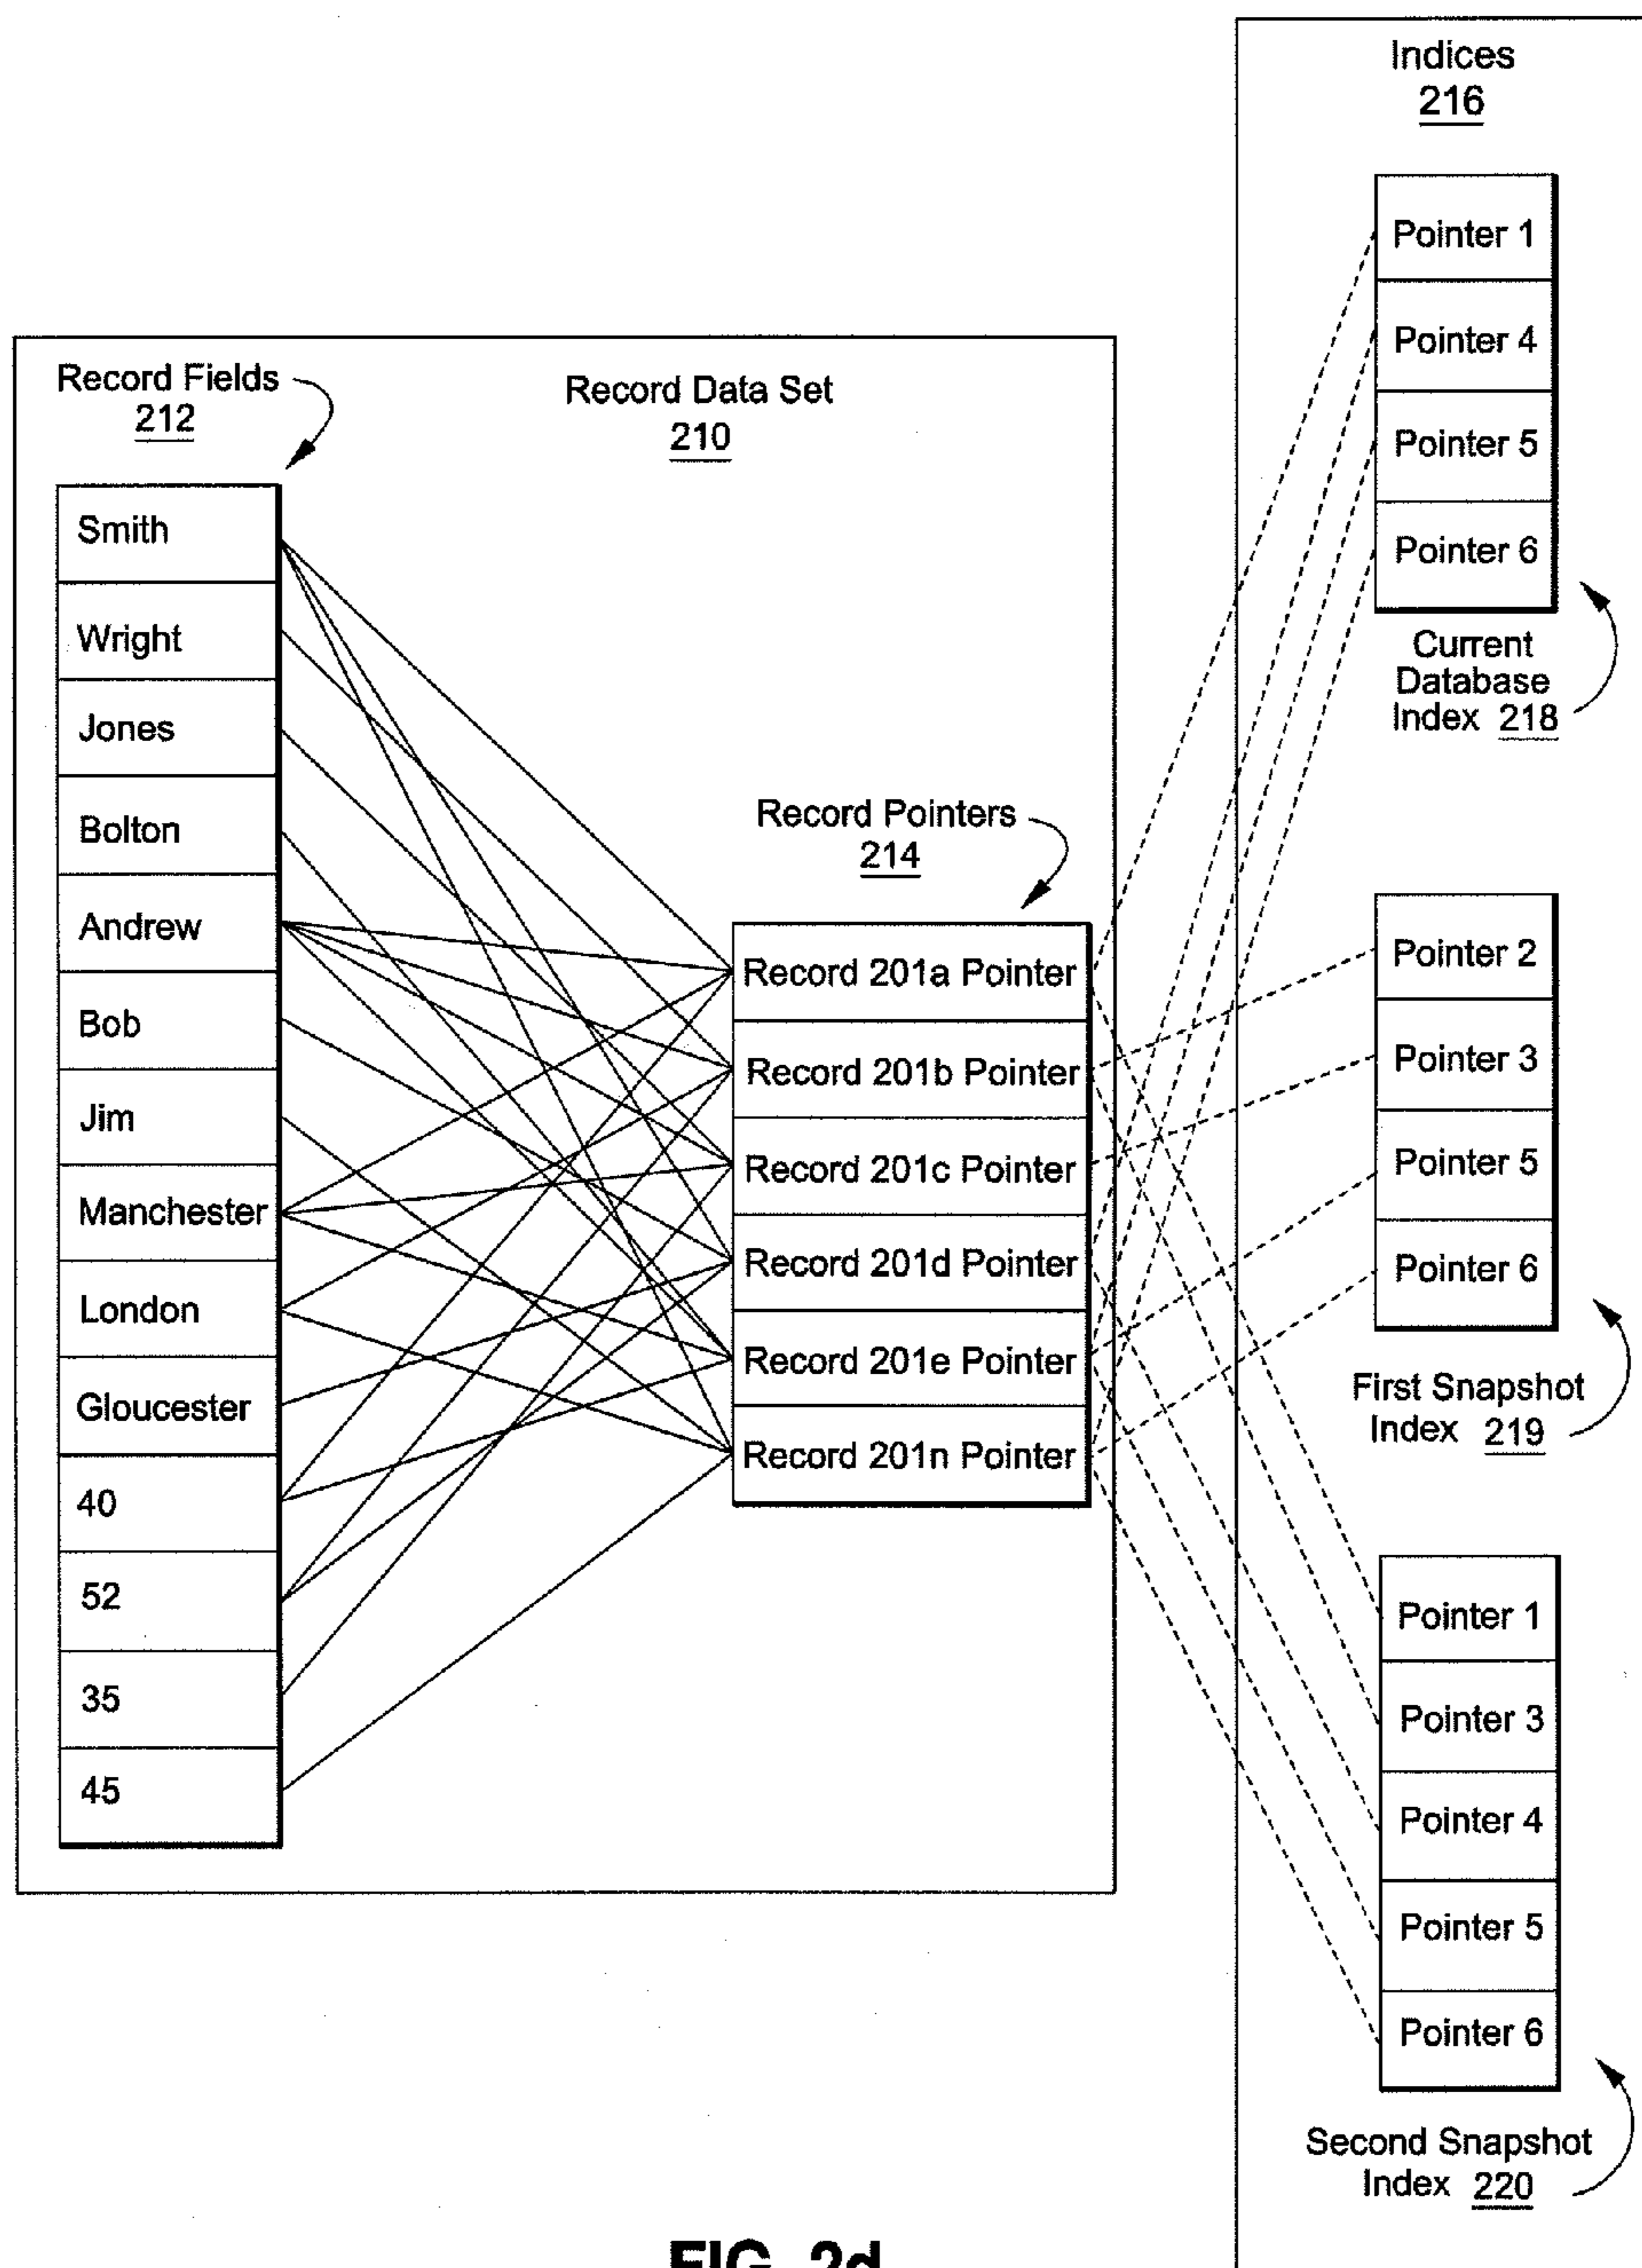 Indices
216
Pointer 1
Pointer 4
Pointer 5
Pointer 6
Current
Database
Index 218
Record Fields
212
Record Data Set
210
Smith
Wright
Jones
Bolton
Andrew
Bob
Jim
Manchester
London
Gloucester
40
52
35
45
Record Pointers
214
Record 201a Pointer
Record 201b Pointer
Record 201c Pointer
Record 201d Pointer
Record 201e Pointer
Record 201n Pointer
Pointer 2
Pointer 3
Pointer 5
Pointer 6
First Snapshot
Index 219
Pointer 1
Pointer 3
Pointer 4
Pointer 5
Pointer 6
Second Snapshot
Index 220
FIG. 2d